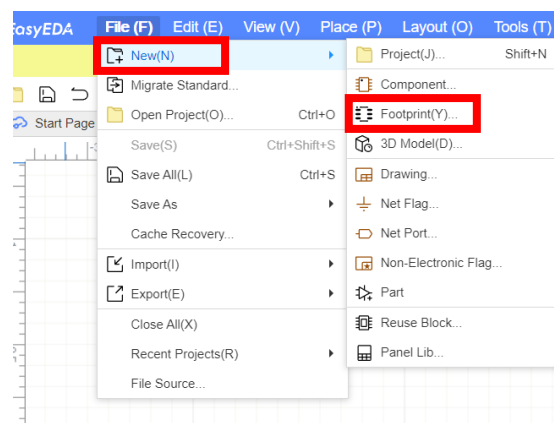 EasyEDA File (F) Edit (E) View (V) Place (P) Layout (O) Tools (T)
New(N)
Migrate Standard...
Open Project(O)... Ctrl+O
Save(S) Ctrl+Shift+S
Save All(L) Ctrl+S
Save As
Cache Recovery...
Import(I)
Export(E)
Close All(X)
Recent Projects(R)
File Source...
Project(J)... Shift+N
Component...
Footprint(Y)...
3D Model(D)...
Drawing...
Net Flag...
Net Port...
Non-Electronic Flag...
Part
Reuse Block...
Panel Lib...
Start Page